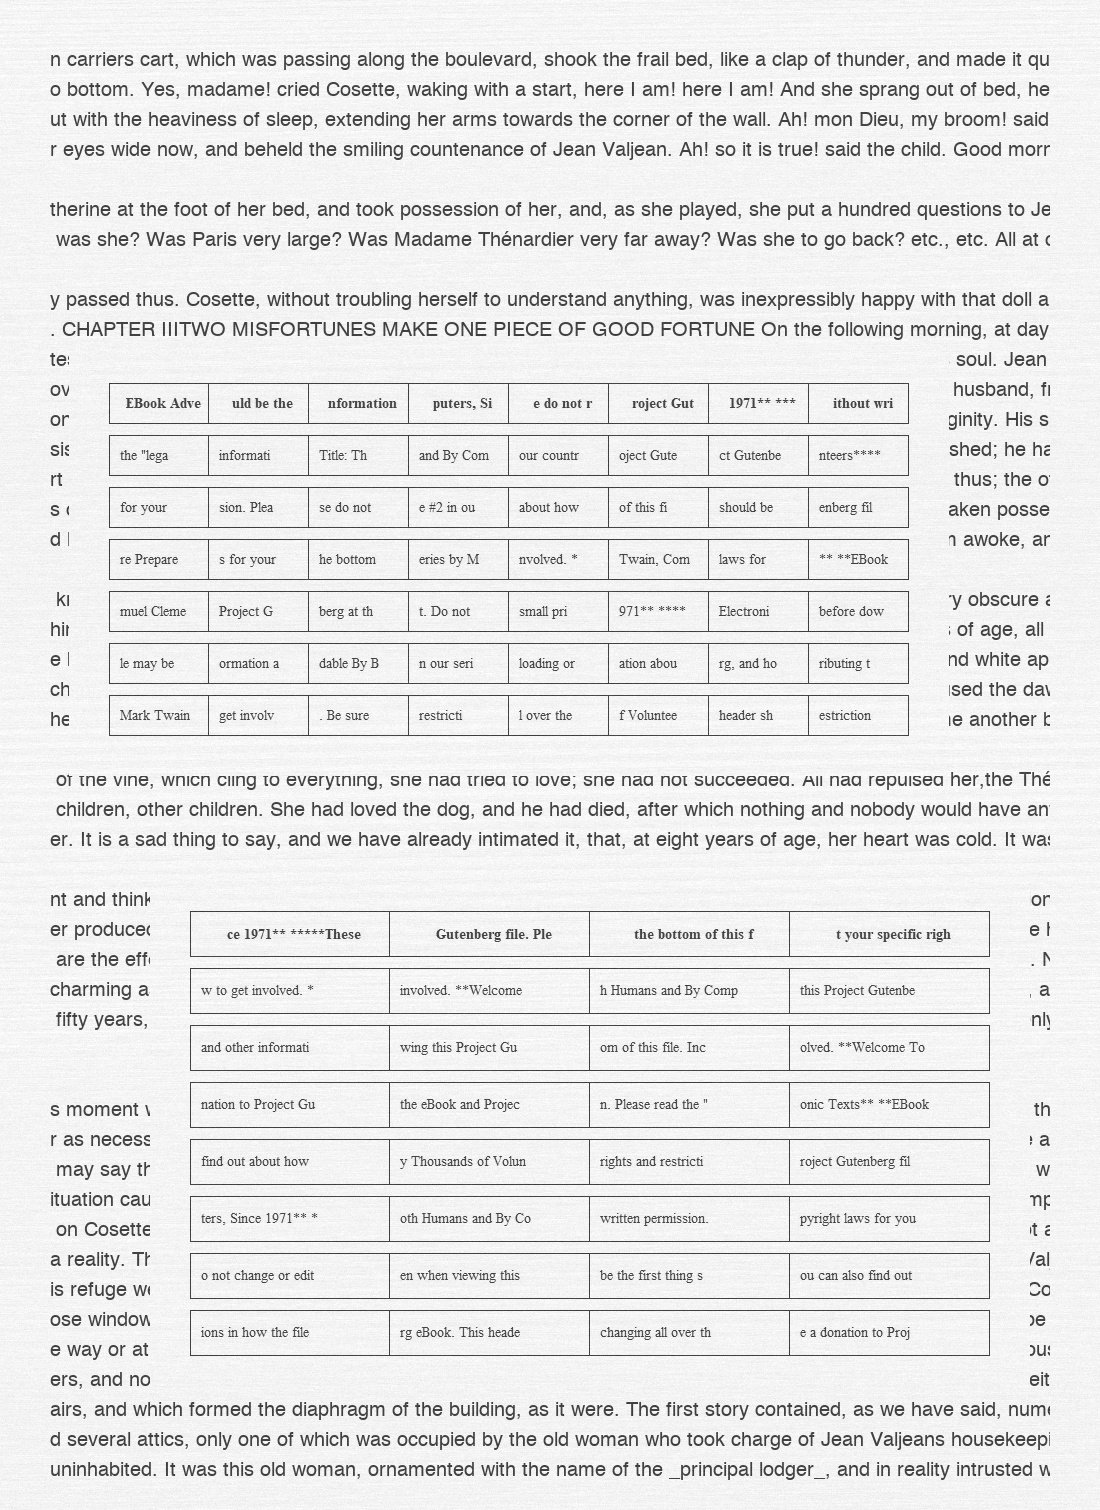 n carriers cart, which was passing along the boulevard, shook the frail bed, like a clap of thunder, and made it qu
o bottom. Yes, madame! cried Cosette, waking with a start, here I am! here I am! And she sprang out of bed, he
ut with the heaviness of sleep, extending her arms towards the corner of the wall. Ah! mon Dieu, my broom! said
r eyes wide now, and beheld the smiling countenance of Jean Valjean. Ah! so it is true! said the child. Good morn
therine at the foot of her bed, and took possession of her, and, as she played, she put a hundred questions to Je
was she? Was Paris very large? Was Madame Thénardier very far away? Was she to go back? etc., etc. All at
y passed thus. Cosette, without troubling herself to understand anything, was inexpressibly happy with that doll a
. CHAPTER IIITWO MISFORTUNES MAKE ONE PIECE OF GOOD FORTUNE On the following morning, at day
soul. Jean
ov husband, fr
on ginity. His s
sis shed; he ha
rt thus; the
s aken posse
d awoke, an
ry obscure a
of age, all
e nd white ap
ch used the
he another b
EBook Adve uld be the nformation puters, Si e do not r roject Gut 1971** *** ithout wri
the "lega informati Title: Th and By Com our countr oject Gute ct Gutenbe nteers****
for your sion. Plea se do not e #2 in ou about how of this fi should be enberg fil
re Prepare s for your he bottom eries by M nvolved. * Twain, Com laws for ** **EBook
muel Cleme Project G berg at th t. Do not small pri 971** **** Electroni before dow
le may be ormation a dable By B n our seri loading or ation abou rg, and ho ributing t
Mark Twain get involv . Be sure restricti l over the f Voluntee header sh estriction
of the vine, which cling to everything, she had tried to love; she had not succeeded. All had repulsed her,the Thé
children, other children. She had loved the dog, and he had died, after which nothing and nobody would have an
er. It is a sad thing to say, and we have already intimated it, that, at eight years of age, her heart was cold. It was
nt and think on
er produced e
are the effe .
charming a , a
fifty years, nly
s moment th
r as necess a
may say th w
ituation cau mp
on Cosette
a reality. Th Val
is refuge we Co
ose window be
e way or at ous
ers, and no eit
ce 1971** *****These Gutenberg file. Ple the bottom of this f t your specific righ
w to get involved. * involved. **Welcome h Humans and By Comp this Project Gutenbe
and other informati wing this Project Gu om of this file. Inc olved. **Welcome To
nation to Project Gu the eBook and Projec n. Please read the " onic Texts** **EBook
find out about how y Thousands of Volun rights and restricti roject Gutenberg fil
ters, Since 1971** * oth Humans and By Co written permission. pyright laws for you
o not change or edit en when viewing this be the first thing s ou can also find out
ions in how the file rg eBook. This heade changing all over th e a donation to Proj
airs, and which formed the diaphragm of the building, as it were. The first story contained, as we have said, nume
d several attics, only one of which was occupied by the old woman who took charge of Jean Valjeans housekeepi
uninhabited. It was this old woman, ornamented with the name of the _principal lodger_, and in reality intrusted w